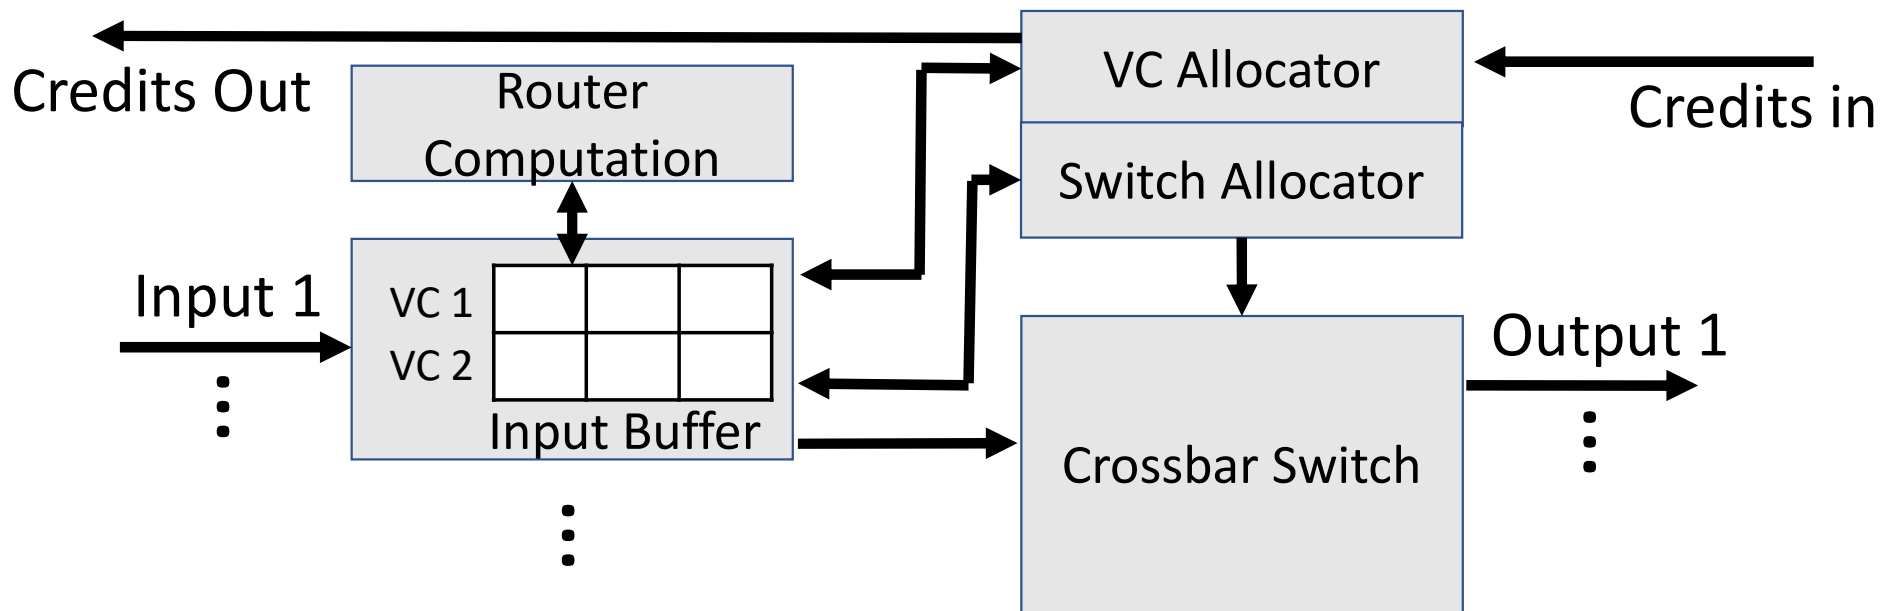 Credits Out
Router
Computation
VC Allocator
Credits in
Switch Allocator
Input 1
VC 1
VC 2
Input Buffer
Output 1
Crossbar Switch